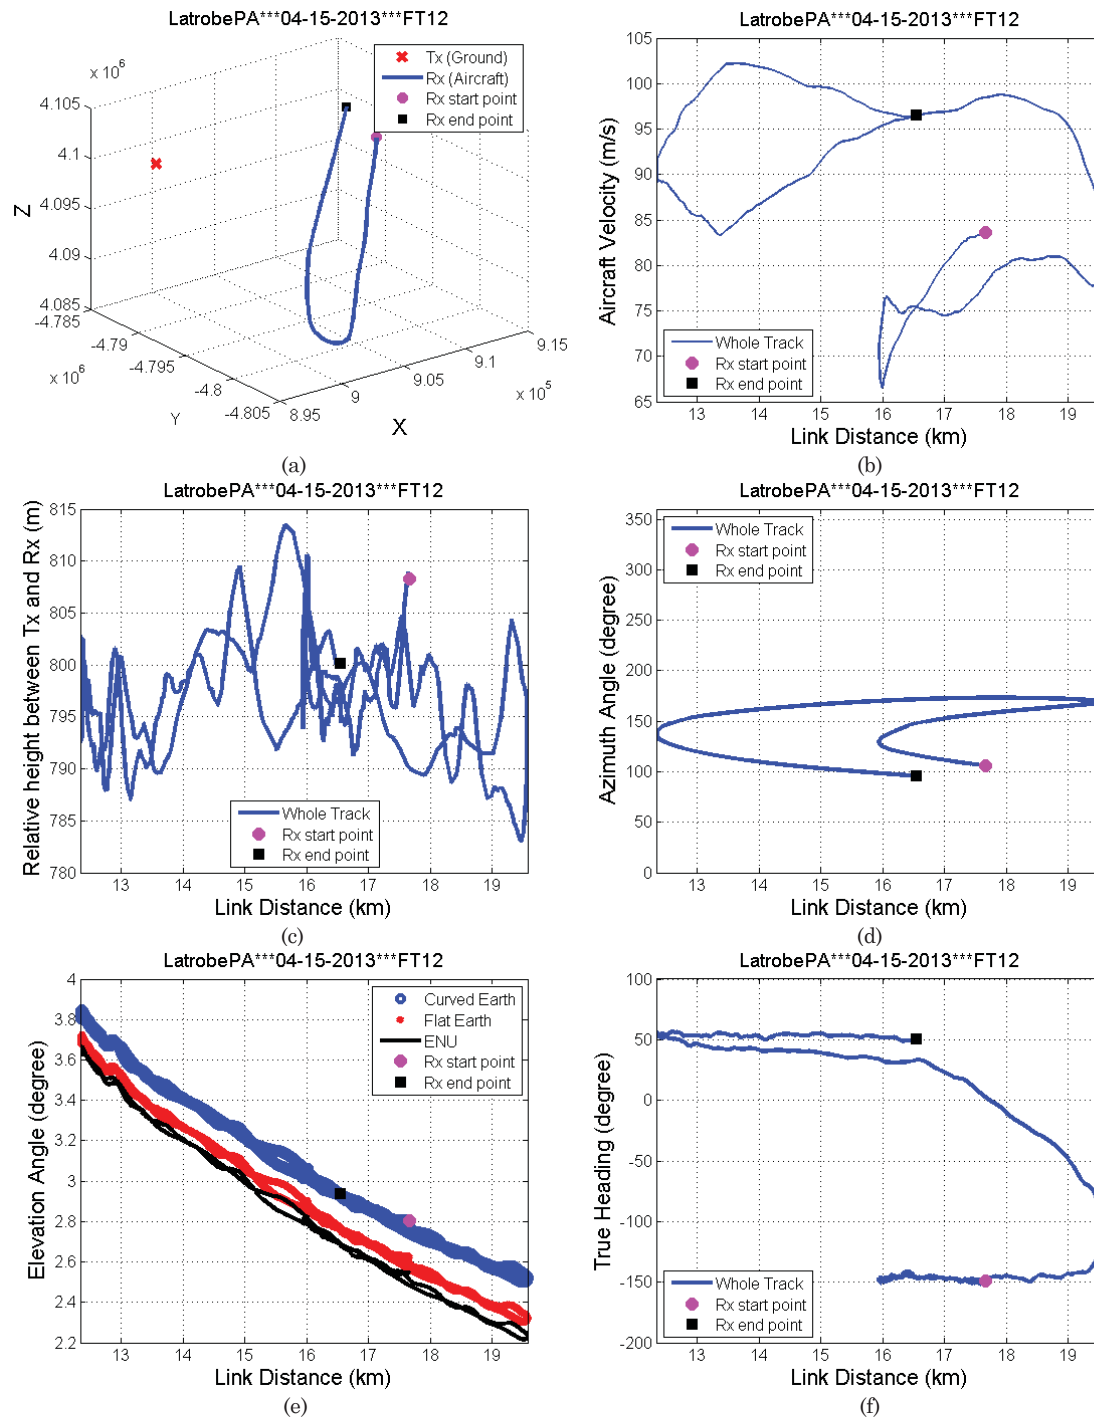 LatrobePA***04-15-2013***FT12
x 10^6
4.105
4.1
4.095
4.09
4.085
Z
-4.785
-4.79
-4.795
-4.8
-4.805
x 10^6
Y
8.95
9
9.05
9.1
9.15
x 10^5
X
Tx (Ground)
Rx (Aircraft)
Rx start point
Rx end point
(a)
LatrobePA***04-15-2013***FT12
Aircraft Velocity (m/s)
105
100
95
90
85
80
75
70
65
Whole Track
Rx start point
Rx end point
13 14 15 16 17 18 19
Link Distance (km)
(b)
LatrobePA***04-15-2013***FT12
Relative height between Tx and Rx (m)
815
810
805
800
795
790
785
780
Whole Track
Rx start point
Rx end point
13 14 15 16 17 18 19
Link Distance (km)
(c)
LatrobePA***04-15-2013***FT12
Azimuth Angle (degree)
350
300
250
200
150
100
50
0
Whole Track
Rx start point
Rx end point
13 14 15 16 17 18 19
Link Distance (km)
(d)
LatrobePA***04-15-2013***FT12
Elevation Angle (degree)
4
3.8
3.6
3.4
3.2
3
2.8
2.6
2.4
2.2
Curved Earth
Flat Earth
ENU
Rx start point
Rx end point
13 14 15 16 17 18 19
Link Distance (km)
(e)
LatrobePA***04-15-2013***FT12
True Heading (degree)
100
50
0
-50
-100
-150
-200
Whole Track
Rx start point
Rx end point
13 14 15 16 17 18 19
Link Distance (km)
(f)